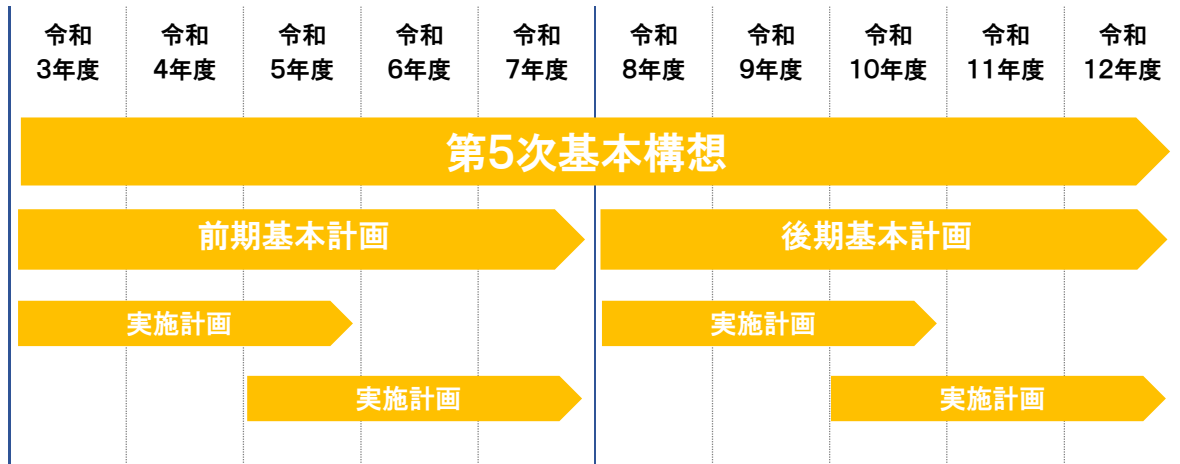 令和
3年度
令和
4年度
令和
5年度
令和
6年度
令和
7年度
令和
8年度
令和
9年度
令和
10年度
令和
11年度
令和
12年度
第5次基本構想
前期基本計画
後期基本計画
実施計画
実施計画
実施計画
実施計画